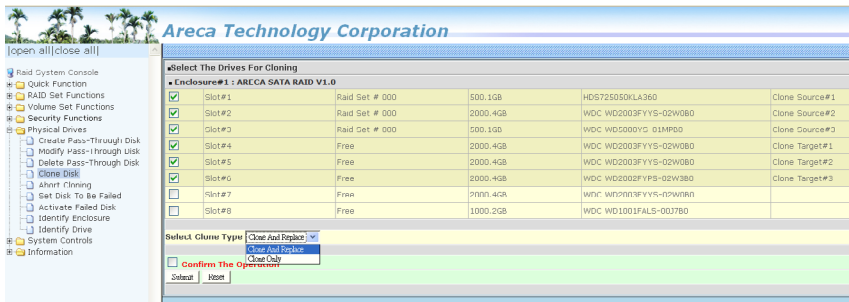 Areca Technology Corporation
|open all|close all|
Raid System Console
Quick Function
RAID Set Functions
Volume Set Functions
Security Functions
Physical Drives
Create Pass-Through Disk
Modify Pass-Through Disk
Delete Pass-Through Disk
Clone Disk
Abort Cloning
Set Disk To Be Failed
Activate Failed Disk
Identify Enclosure
Identify Drive
System Controls
Information
Select The Drives For Cloning
Enclosure#1 : ARECA SATA RAID V1.0
Slot#1 Raid Set # 000 500.1GB HDS725050KLA360 Clone Source#1
Slot#2 Raid Set # 000 2000.4GB WDC WD2003FYYS-02W0B0 Clone Source#2
Slot#3 Raid Set # 000 500.1GB WDC WD5000YS-01MPB0 Clone Source#3
Slot#4 Free 2000.4GB WDC WD2003FYYS-02W0B0 Clone Target#1
Slot#5 Free 2000.4GB WDC WD2003FYYS-02W0B0 Clone Target#2
Slot#6 Free 2000.4GB WDC WD2002FYPS-02W3B0 Clone Target#3
Slot#7 Free 2000.4GB WDC WD2003FYYS-02W0B0
Slot#8 Free 1000.2GB WDC WD1001FALS-00J7B0
Select Clone Type Clone And Replace
Clone And Replace
Clone Only
Confirm The Operation
Submit Reset